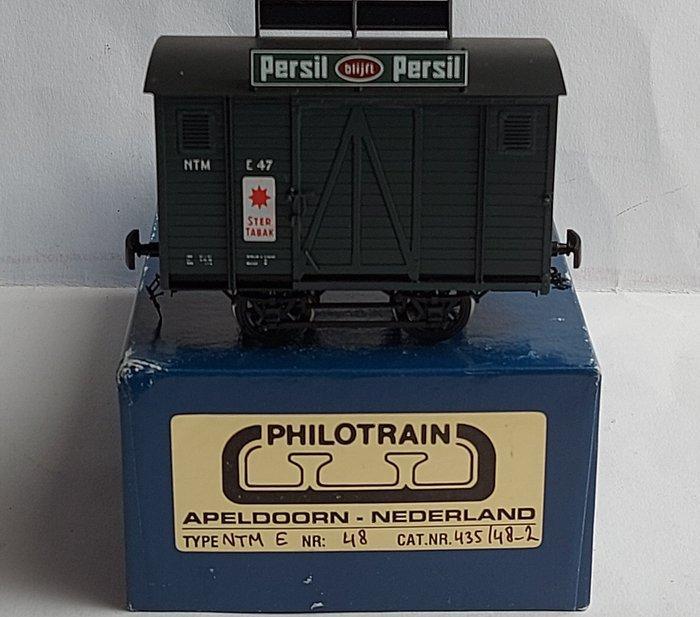 Persil blijft Persil
NTM E 47
STER
TABAK
E
PHILOTRAIN
APELDOORN - NEDERLAND
TYPE NTM E NR: 48 CAT.NR. 435/48-2